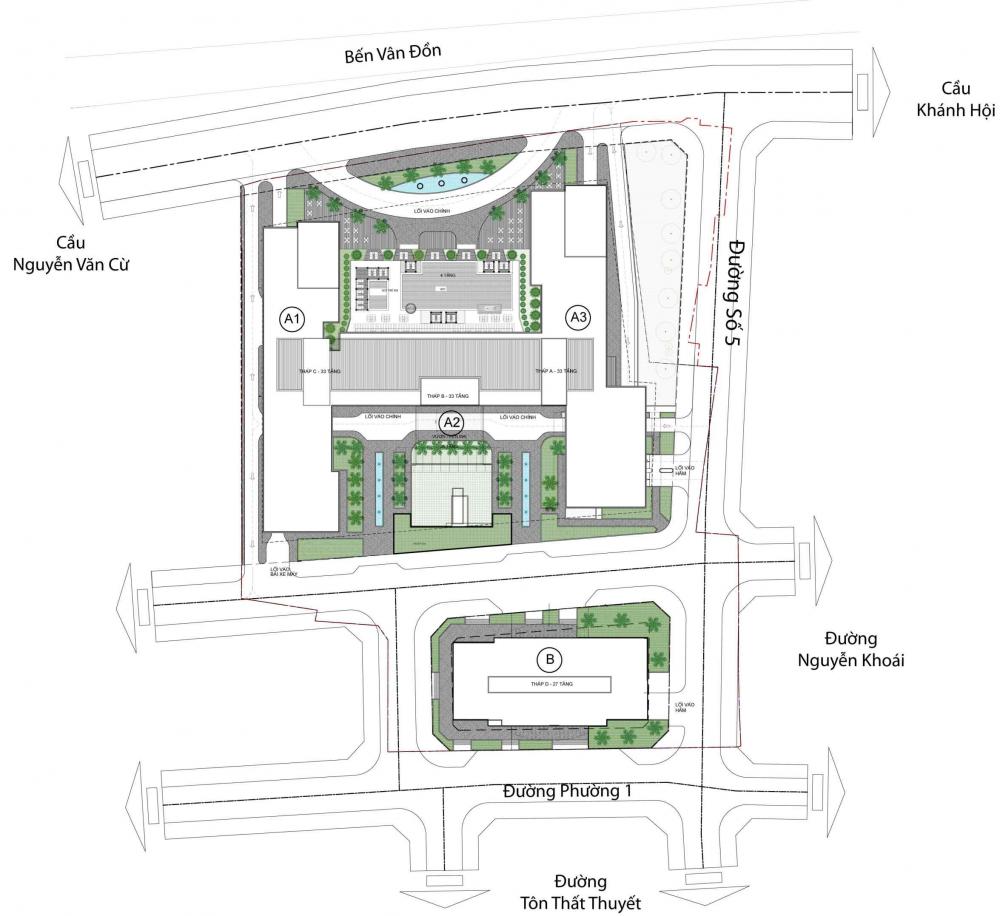 Bến Vân Đồn
Cầu
Khánh Hội
Cầu
Nguyễn Văn Cừ
LỐI VÀO CHÍNH
4 TẦNG
Đường Số 5
A1
A3
THÁP C - 33 TẦNG
THÁP A - 33 TẦNG
THÁP B - 33 TẦNG
LỐI VÀO CHÍNH
A2
LỐI VÀO CHÍNH
LỐI VÀO
HẦM
LỐI VÀO
BÃI XE MÁY
Đường
Nguyễn Khoái
B
THÁP D - 27 TẦNG
LỐI VÀO
HẦM
Đường Phường 1
Đường
Tôn Thất Thuyết